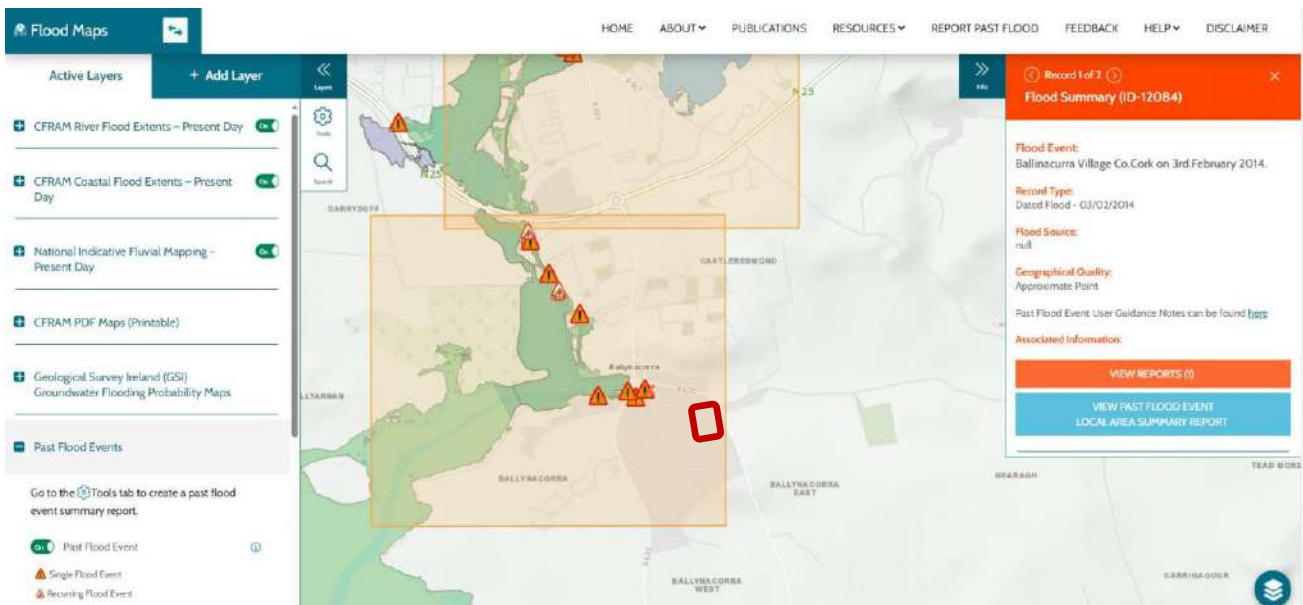 Flood Maps
HOME ABOUT PUBLICATIONS RESOURCES REPORT PAST FLOOD FEEDBACK HELP DISCLAIMER
Active Layers + Add Layer
CFRAM River Flood Extents – Present Day On
CFRAM Coastal Flood Extents – Present
Day
On
National Indicative Fluvial Mapping –
Present Day
On
CFRAM PDF Maps (Printable)
Geological Survey Ireland (GSI)
Groundwater Flooding Probability Maps
Past Flood Events
Go to the Tools tab to create a past flood
event summary report.
On Past Flood Event
Single Flood Event
Recurring Flood Event
Layers
Tools
Search
N25
N25
GARRYDUFF
CASTLEREDMOND
Ballynacorra
BALLYNACORRA
BALLYNACORRA
EAST
BALLYNACORRA
WEST
GEARAGH
CARRIGAGOUR
Info
Record 1 of 2
Flood Summary (ID-12084)
Flood Event:
Ballinacurra Village Co.Cork on 3rd.February 2014.
Record Type:
Dated Flood - 03/02/2014
Flood Source:
null
Geographical Quality:
Approximate Point
Past Flood Event User Guidance Notes can be found here
Associated Information:
VIEW REPORTS (1)
VIEW PAST FLOOD EVENT
LOCAL AREA SUMMARY REPORT